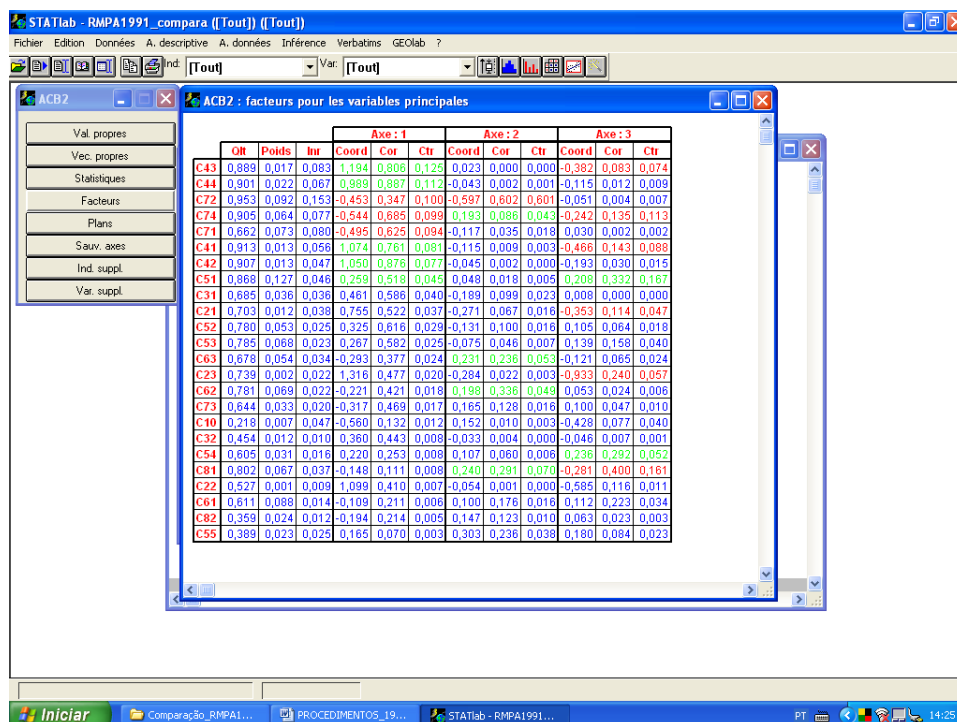 STATlab - RMPA1991_compara ([Tout]) ([Tout])
Fichier Edition Données A. descriptive A. données Inférence Verbatims GEOlab ?
Ind: [Tout] Var: [Tout]
ACB2
Val. propres
Vec. propres
Statistiques
Facteurs
Plans
Sauv. axes
Ind. suppl.
Var. suppl.
ACB2 : facteurs pour les variables principales
Axe : 1 Axe : 2 Axe : 3
Qlt Poids Inr Coord Cor Ctr Coord Cor Ctr Coord Cor Ctr
C43 0,889 0,017 0,083 1,194 0,806 0,125 0,023 0,000 0,000 -0,382 0,083 0,074
C44 0,901 0,022 0,067 0,989 0,887 0,112 -0,043 0,002 0,001 -0,115 0,012 0,009
C72 0,953 0,092 0,153 -0,453 0,347 0,100 -0,597 0,602 0,601 -0,051 0,004 0,007
C74 0,905 0,064 0,077 -0,544 0,685 0,099 0,193 0,086 0,043 -0,242 0,135 0,113
C71 0,662 0,073 0,080 -0,495 0,625 0,094 -0,117 0,035 0,018 0,030 0,002 0,002
C41 0,913 0,013 0,056 1,074 0,761 0,081 -0,115 0,009 0,003 -0,466 0,143 0,088
C42 0,907 0,013 0,047 1,050 0,876 0,077 -0,045 0,002 0,000 -0,193 0,030 0,015
C51 0,868 0,127 0,046 0,259 0,518 0,045 0,048 0,018 0,005 0,208 0,332 0,167
C31 0,685 0,036 0,036 0,461 0,586 0,040 -0,189 0,099 0,023 0,008 0,000 0,000
C21 0,703 0,012 0,038 0,755 0,522 0,037 -0,271 0,067 0,016 -0,353 0,114 0,047
C52 0,780 0,053 0,025 0,325 0,616 0,029 -0,131 0,100 0,016 0,105 0,064 0,018
C53 0,785 0,068 0,023 0,267 0,582 0,025 -0,075 0,046 0,007 0,139 0,158 0,040
C63 0,678 0,054 0,034 -0,293 0,377 0,024 0,231 0,236 0,053 -0,121 0,065 0,024
C23 0,739 0,002 0,022 1,316 0,477 0,020 -0,284 0,022 0,003 -0,933 0,240 0,057
C62 0,781 0,069 0,022 -0,221 0,421 0,018 0,198 0,336 0,049 0,053 0,024 0,006
C73 0,644 0,033 0,020 -0,317 0,469 0,017 0,165 0,128 0,016 0,100 0,047 0,010
C10 0,218 0,007 0,047 -0,560 0,132 0,012 0,152 0,010 0,003 -0,428 0,077 0,040
C32 0,454 0,012 0,010 0,360 0,443 0,008 -0,033 0,004 0,000 -0,046 0,007 0,001
C54 0,605 0,031 0,016 0,220 0,253 0,008 0,107 0,060 0,006 0,236 0,292 0,052
C81 0,802 0,067 0,037 -0,148 0,111 0,008 0,240 0,291 0,070 -0,281 0,400 0,161
C22 0,527 0,001 0,009 1,099 0,410 0,007 -0,054 0,001 0,000 -0,585 0,116 0,011
C61 0,611 0,088 0,014 -0,109 0,211 0,006 0,100 0,176 0,016 0,112 0,223 0,034
C82 0,359 0,024 0,012 -0,194 0,214 0,005 0,147 0,123 0,010 0,063 0,023 0,003
C55 0,389 0,023 0,025 0,165 0,070 0,003 0,303 0,236 0,038 0,180 0,084 0,023
Iniciar Comparação_RMPA1... PROCEDIMENTOS_19... STATlab - RMPA1991... PT 14:25